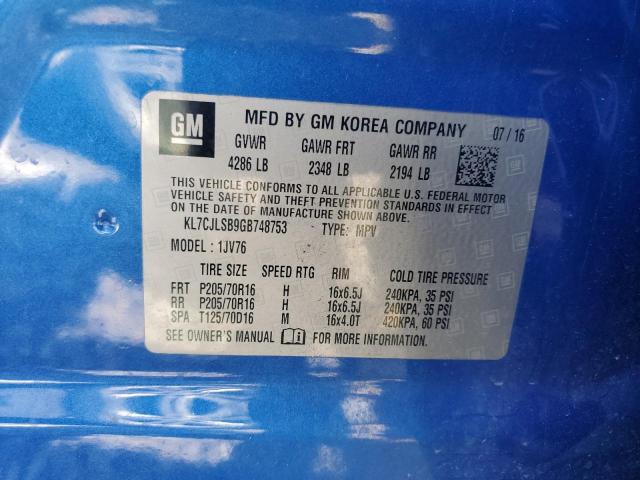 GM MFD BY GM KOREA COMPANY 07/16
GVWR GAWR FRT GAWR RR
4286 LB 2348 LB 2194 LB
THIS VEHICLE CONFORMS TO ALL APPLICABLE U.S. FEDERAL MOTOR
VEHICLE SAFETY AND THEFT PREVENTION STANDARDS IN EFFECT ON
THE DATE OF MANUFACTURE SHOWN ABOVE.
KL7CJLSB9GB748753 TYPE: MPV
MODEL : 1JV76
TIRE SIZE SPEED RTG RIM COLD TIRE PRESSURE
FRT P205/70R16 H 16x6.5J 240KPA, 35 PSI
RR P205/70R16 H 16x6.5J 240KPA, 35 PSI
SPA T125/70D16 M 16x4.0T 420KPA, 60 PSI
SEE OWNER'S MANUAL FOR MORE INFORMATION.